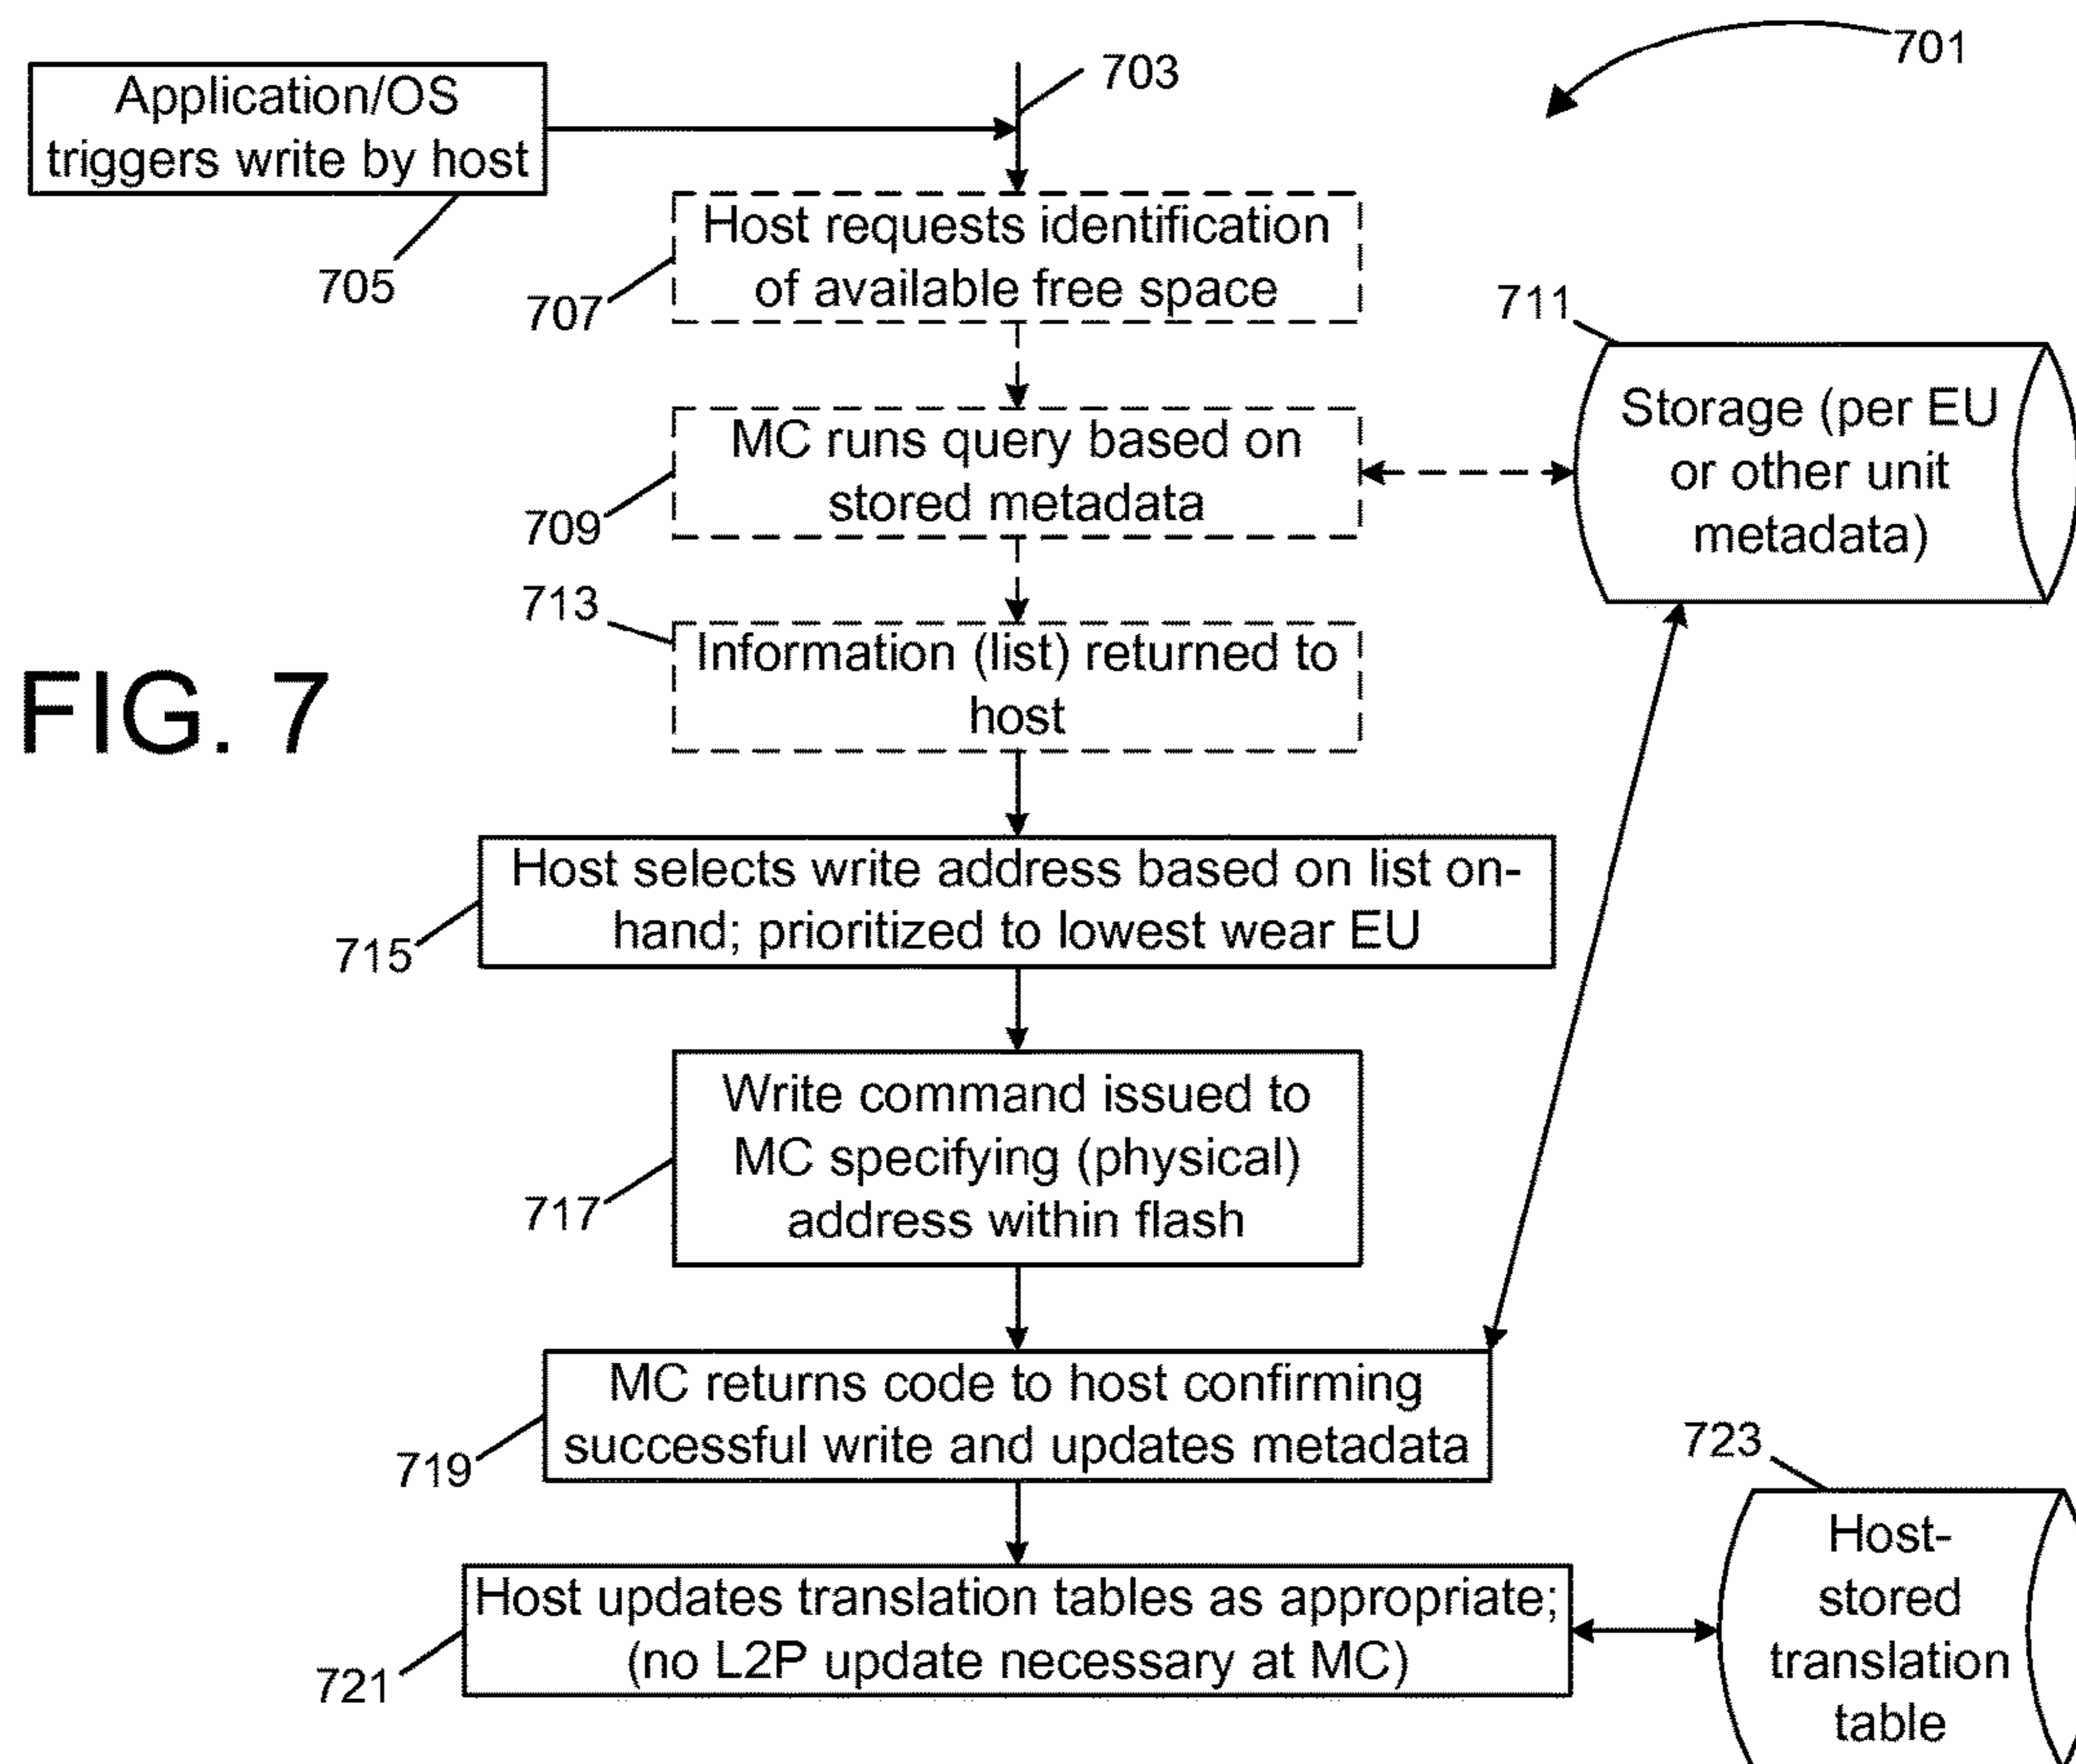 701
703
Application/OS
triggers write by host
705
Host requests identification
of available free space
707
711
Storage (per EU
or other unit
metadata)
MC runs query based on
stored metadata
709
713
Information (list) returned to
host
FIG. 7
Host selects write address based on list on-
hand; prioritized to lowest wear EU
715
Write command issued to
MC specifying (physical)
address within flash
717
MC returns code to host confirming
successful write and updates metadata
719
723
Host-
stored
translation
table
Host updates translation tables as appropriate;
(no L2P update necessary at MC)
721